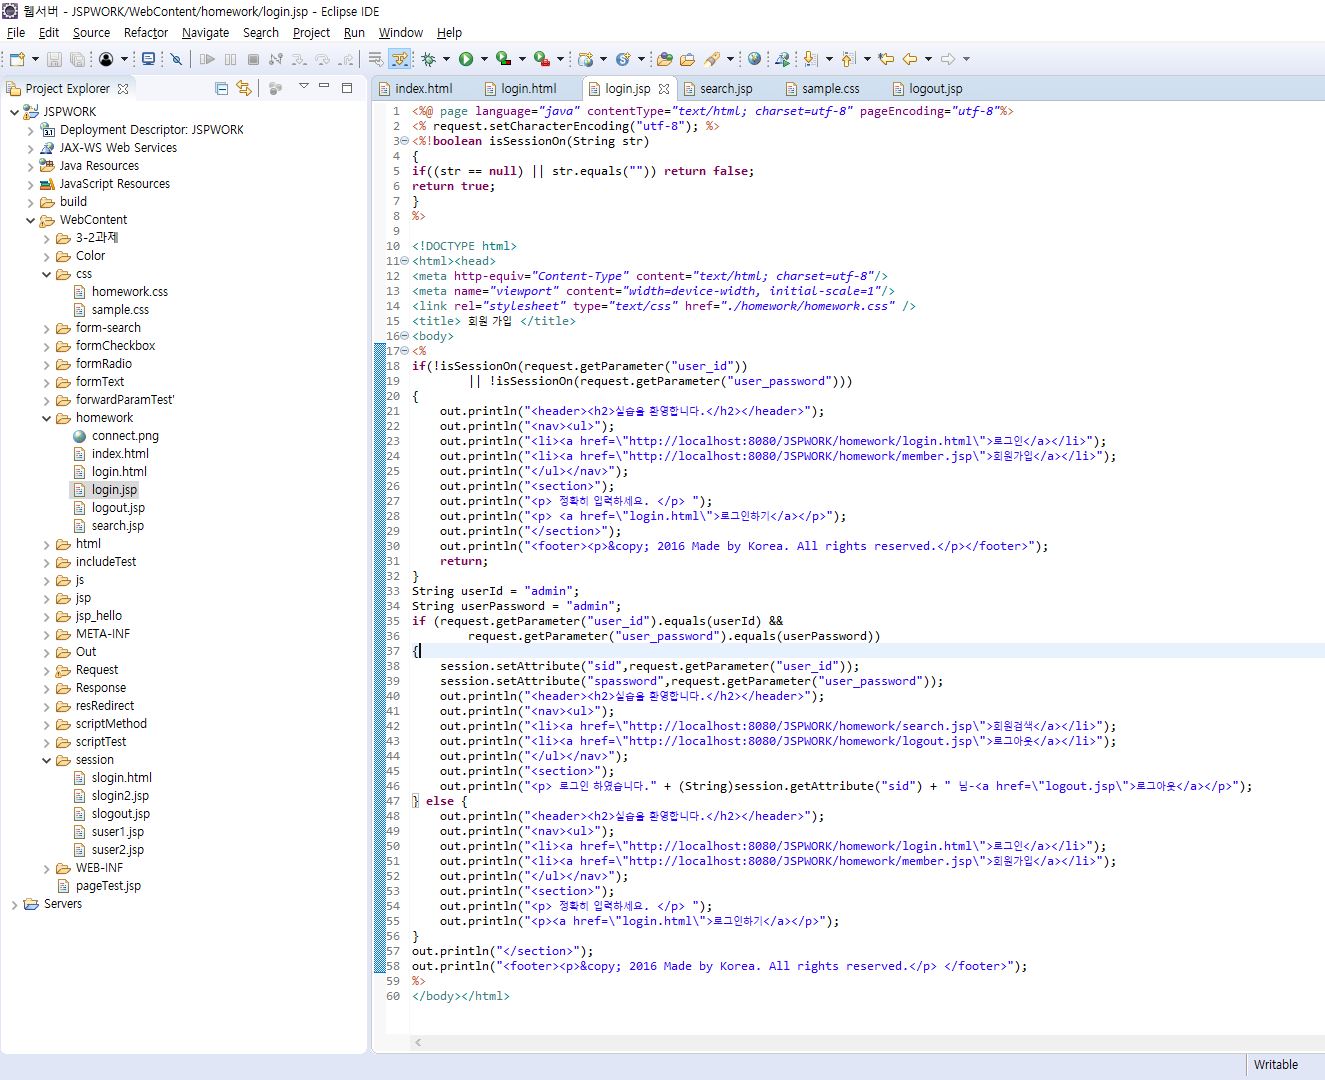 웹서버 - JSPWORK/WebContent/homework/login.jsp - Eclipse IDE
File Edit Source Refactor Navigate Search Project Run Window Help
Project Explorer
JSPWORK
Deployment Descriptor: JSPWORK
JAX-WS Web Services
Java Resources
JavaScript Resources
build
WebContent
3-2과제
Color
css
homework.css
sample.css
form-search
formCheckbox
formRadio
formText
forwardParamTest'
homework
connect.png
index.html
login.html
login.jsp
logout.jsp
search.jsp
html
includeTest
js
jsp
jsp_hello
META-INF
Out
Request
Response
resRedirect
scriptMethod
scriptTest
session
slogin.html
slogin2.jsp
slogout.jsp
suser1.jsp
suser2.jsp
WEB-INF
pageTest.jsp
Servers
index.html login.html login.jsp search.jsp sample.css logout.jsp
1 <%@ page language="java" contentType="text/html; charset=utf-8" pageEncoding="utf-8"%>
2 <% request.setCharacterEncoding("utf-8"); %>
3 <%!boolean isSessionOn(String str)
4 {
5 if((str == null) || str.equals("")) return false;
6 return true;
7 }
8 %>
9
10 <!DOCTYPE html>
11 <html><head>
12 <meta http-equiv="Content-Type" content="text/html; charset=utf-8"/>
13 <meta name="viewport" content="width=device-width, initial-scale=1"/>
14 <link rel="stylesheet" type="text/css" href="./homework/homework.css" />
15 <title> 회원 가입 </title>
16 <body>
17 <%
18 if(!isSessionOn(request.getParameter("user_id"))
19         || !isSessionOn(request.getParameter("user_password")))
20 {
21     out.println("<header><h2>실습을 환영합니다.</h2></header>");
22     out.println("<nav><ul>");
23     out.println("<li><a href=\"http://localhost:8080/JSPWORK/homework/login.html\">로그인</a></li>");
24     out.println("<li><a href=\"http://localhost:8080/JSPWORK/homework/member.jsp\">회원가입</a></li>");
25     out.println("</ul></nav>");
26     out.println("<section>");
27     out.println("<p> 정확히 입력하세요. </p> ");
28     out.println("<p> <a href=\"login.html\">로그인하기</a></p>");
29     out.println("</section>");
30     out.println("<footer><p>&copy; 2016 Made by Korea. All rights reserved.</p></footer>");
31     return;
32 }
33 String userId = "admin";
34 String userPassword = "admin";
35 if (request.getParameter("user_id").equals(userId) &&
36         request.getParameter("user_password").equals(userPassword))
37 {
38     session.setAttribute("sid",request.getParameter("user_id"));
39     session.setAttribute("spassword",request.getParameter("user_password"));
40     out.println("<header><h2>실습을 환영합니다.</h2></header>");
41     out.println("<nav><ul>");
42     out.println("<li><a href=\"http://localhost:8080/JSPWORK/homework/search.jsp\">회원검색</a></li>");
43     out.println("<li><a href=\"http://localhost:8080/JSPWORK/homework/logout.jsp\">로그아웃</a></li>");
44     out.println("</ul></nav>");
45     out.println("<section>");
46     out.println("<p> 로그인 하였습니다." + (String)session.getAttribute("sid") + " 님-<a href=\"logout.jsp\">로그아웃</a></p>");
47 } else {
48     out.println("<header><h2>실습을 환영합니다.</h2></header>");
49     out.println("<nav><ul>");
50     out.println("<li><a href=\"http://localhost:8080/JSPWORK/homework/login.html\">로그인</a></li>");
51     out.println("<li><a href=\"http://localhost:8080/JSPWORK/homework/member.jsp\">회원가입</a></li>");
52     out.println("</ul></nav>");
53     out.println("<section>");
54     out.println("<p> 정확히 입력하세요. </p> ");
55     out.println("<p><a href=\"login.html\">로그인하기</a></p>");
56 }
57 out.println("</section>");
58 out.println("<footer><p>&copy; 2016 Made by Korea. All rights reserved.</p> </footer>");
59 %>
60 </body></html>
Writable